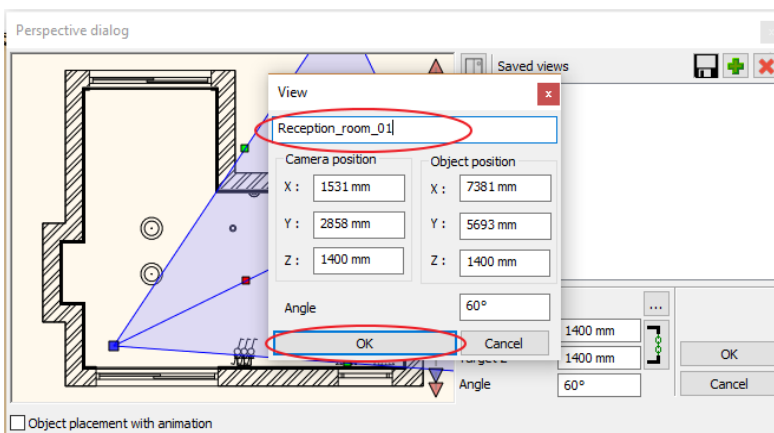 Perspective dialog
Saved views
View
Reception_room_01
Camera position
Object position
X : 1531 mm
X : 7381 mm
Y : 2858 mm
Y : 5693 mm
Z : 1400 mm
Z : 1400 mm
Angle 60°
OK Cancel
...
1400 mm
1400 mm
Angle 60°
OK
Cancel
Object placement with animation